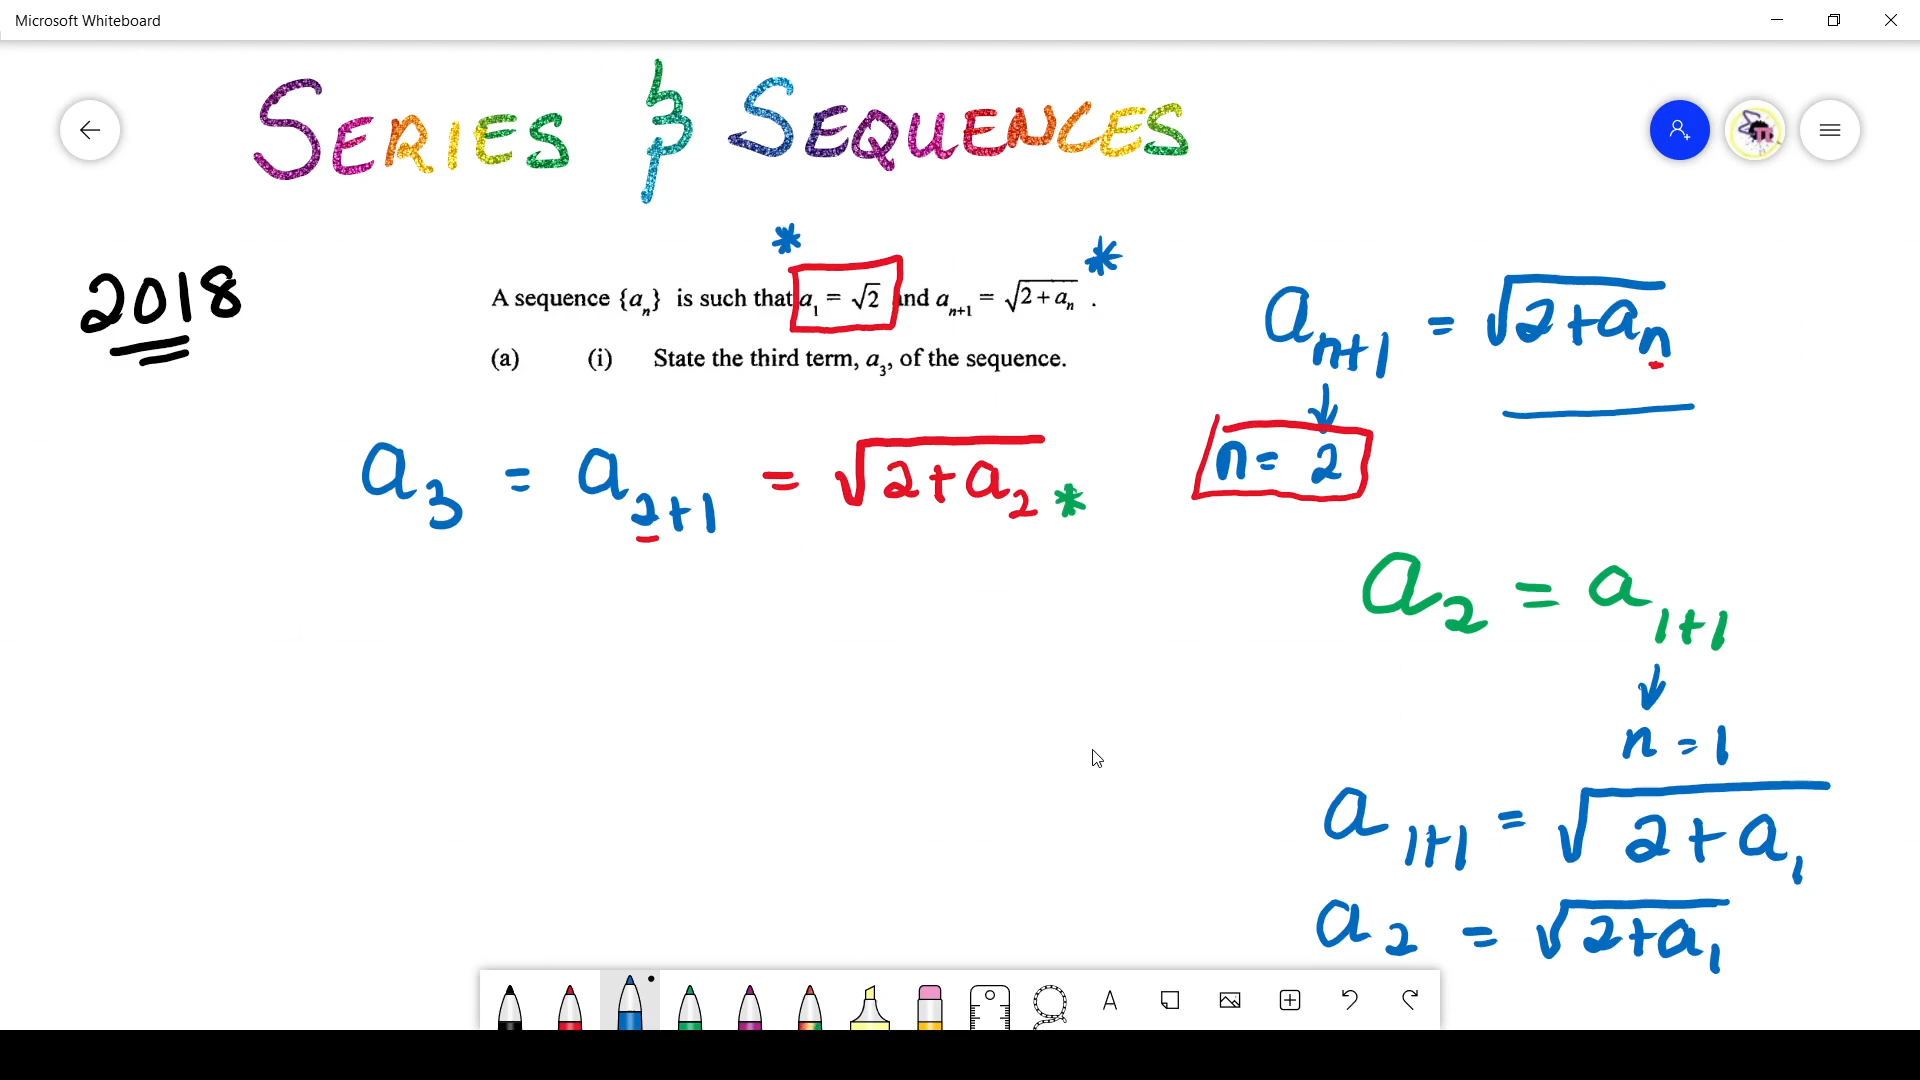 Microsoft Whiteboard
SERIES & SEQUENCES
2018
* *
A sequence {aₙ} is such that a₁ = √2 and aₙ₊₁ = √(2 + aₙ) .
(a) (i) State the third term, a₃, of the sequence.
aₙ₊₁ = √(2+aₙ)
↓
n = 2
a₃ = a₂₊₁ = √(2+a₂) *
a₂ = a₁₊₁
↓
n = 1
a₁₊₁ = √(2+a₁)
a₂ = √(2+a₁)
A